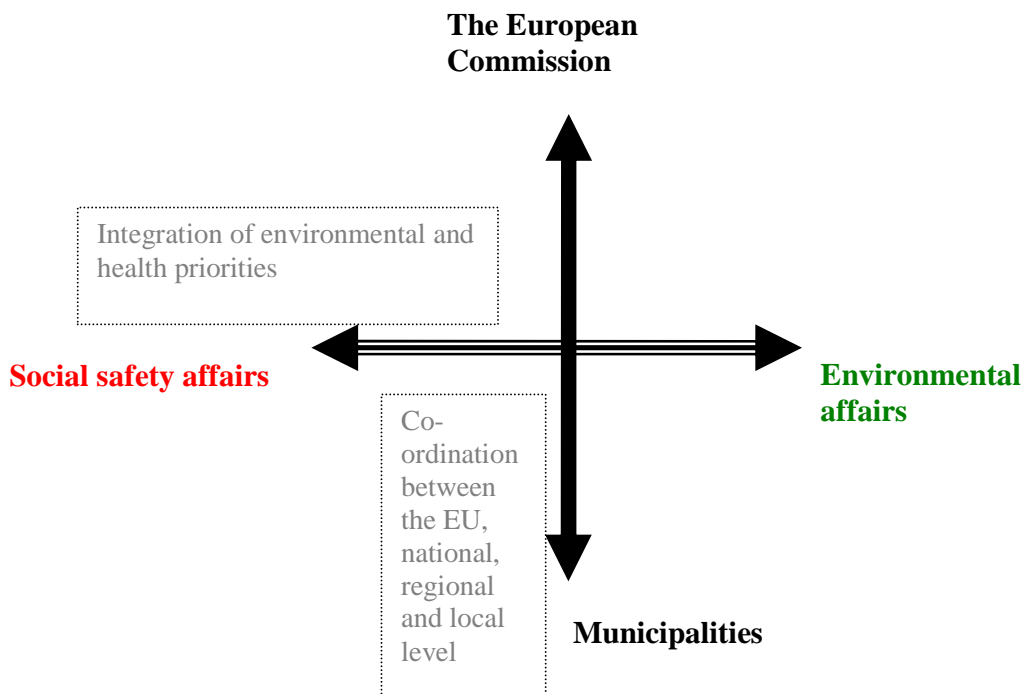 The European
Commission
Integration of environmental and
health priorities
Social safety affairs
Environmental
affairs
Co-
ordination
between
the EU,
national,
regional
and local
level
Municipalities